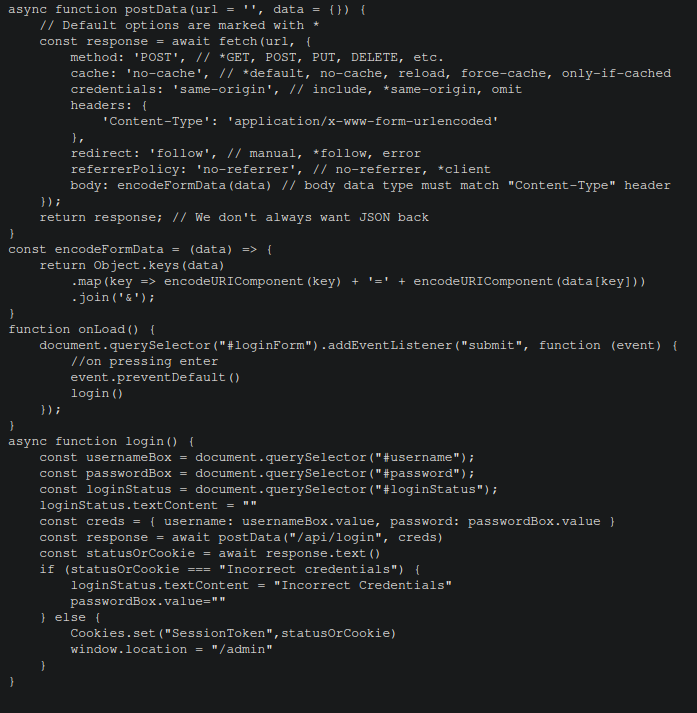 async function postData(url = '', data = {}) {
    // Default options are marked with *
    const response = await fetch(url, {
        method: 'POST', // *GET, POST, PUT, DELETE, etc.
        cache: 'no-cache', // *default, no-cache, reload, force-cache, only-if-cached
        credentials: 'same-origin', // include, *same-origin, omit
        headers: {
            'Content-Type': 'application/x-www-form-urlencoded'
        },
        redirect: 'follow', // manual, *follow, error
        referrerPolicy: 'no-referrer', // no-referrer, *client
        body: encodeFormData(data) // body data type must match "Content-Type" header
    });
    return response; // We don't always want JSON back
}
const encodeFormData = (data) => {
    return Object.keys(data)
        .map(key => encodeURIComponent(key) + '=' + encodeURIComponent(data[key]))
        .join('&');
}
function onLoad() {
    document.querySelector("#loginForm").addEventListener("submit", function (event) {
        //on pressing enter
        event.preventDefault()
        login()
    });
}
async function login() {
    const usernameBox = document.querySelector("#username");
    const passwordBox = document.querySelector("#password");
    const loginStatus = document.querySelector("#loginStatus");
    loginStatus.textContent = ""
    const creds = { username: usernameBox.value, password: passwordBox.value }
    const response = await postData("/api/login", creds)
    const statusOrCookie = await response.text()
    if (statusOrCookie === "Incorrect credentials") {
        loginStatus.textContent = "Incorrect Credentials"
        passwordBox.value=""
    } else {
        Cookies.set("SessionToken",statusOrCookie)
        window.location = "/admin"
    }
}